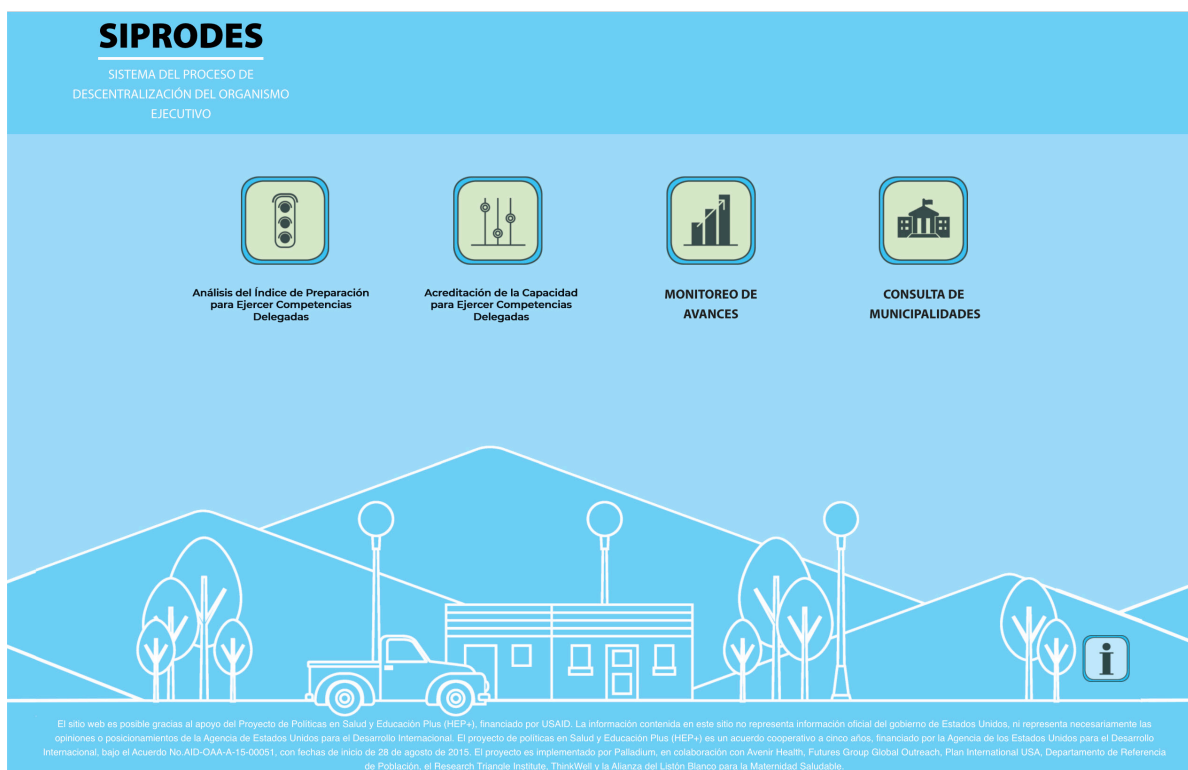 SIPRODES
SISTEMA DEL PROCESO DE
DESCENTRALIZACIÓN DEL ORGANISMO
EJECUTIVO
Análisis del Índice de Preparación
para Ejercer Competencias
Delegadas
Acreditación de la Capacidad
para Ejercer Competencias
Delegadas
MONITOREO DE
AVANCES
CONSULTA DE
MUNICIPALIDADES
El sitio web es posible gracias al apoyo del Proyecto de Políticas en Salud y Educación Plus (HEP+), financiado por USAID. La información contenida en este sitio no representa información oficial del gobierno de Estados Unidos, ni representa necesariamente las
opiniones o posicionamientos de la Agencia de Estados Unidos para el Desarrollo Internacional. El proyecto de políticas en Salud y Educación Plus (HEP+) es un acuerdo cooperativo a cinco años, financiado por la Agencia de los Estados Unidos para el Desarrollo
Internacional, bajo el Acuerdo No.AID-OAA-A-15-00051, con fechas de inicio de 28 de agosto de 2015. El proyecto es implementado por Palladium, en colaboración con Avenir Health, Futures Group Global Outreach, Plan International USA, Departamento de Referencia
de Población, el Research Triangle Institute, ThinkWell y la Alianza del Listón Blanco para la Maternidad Saludable.